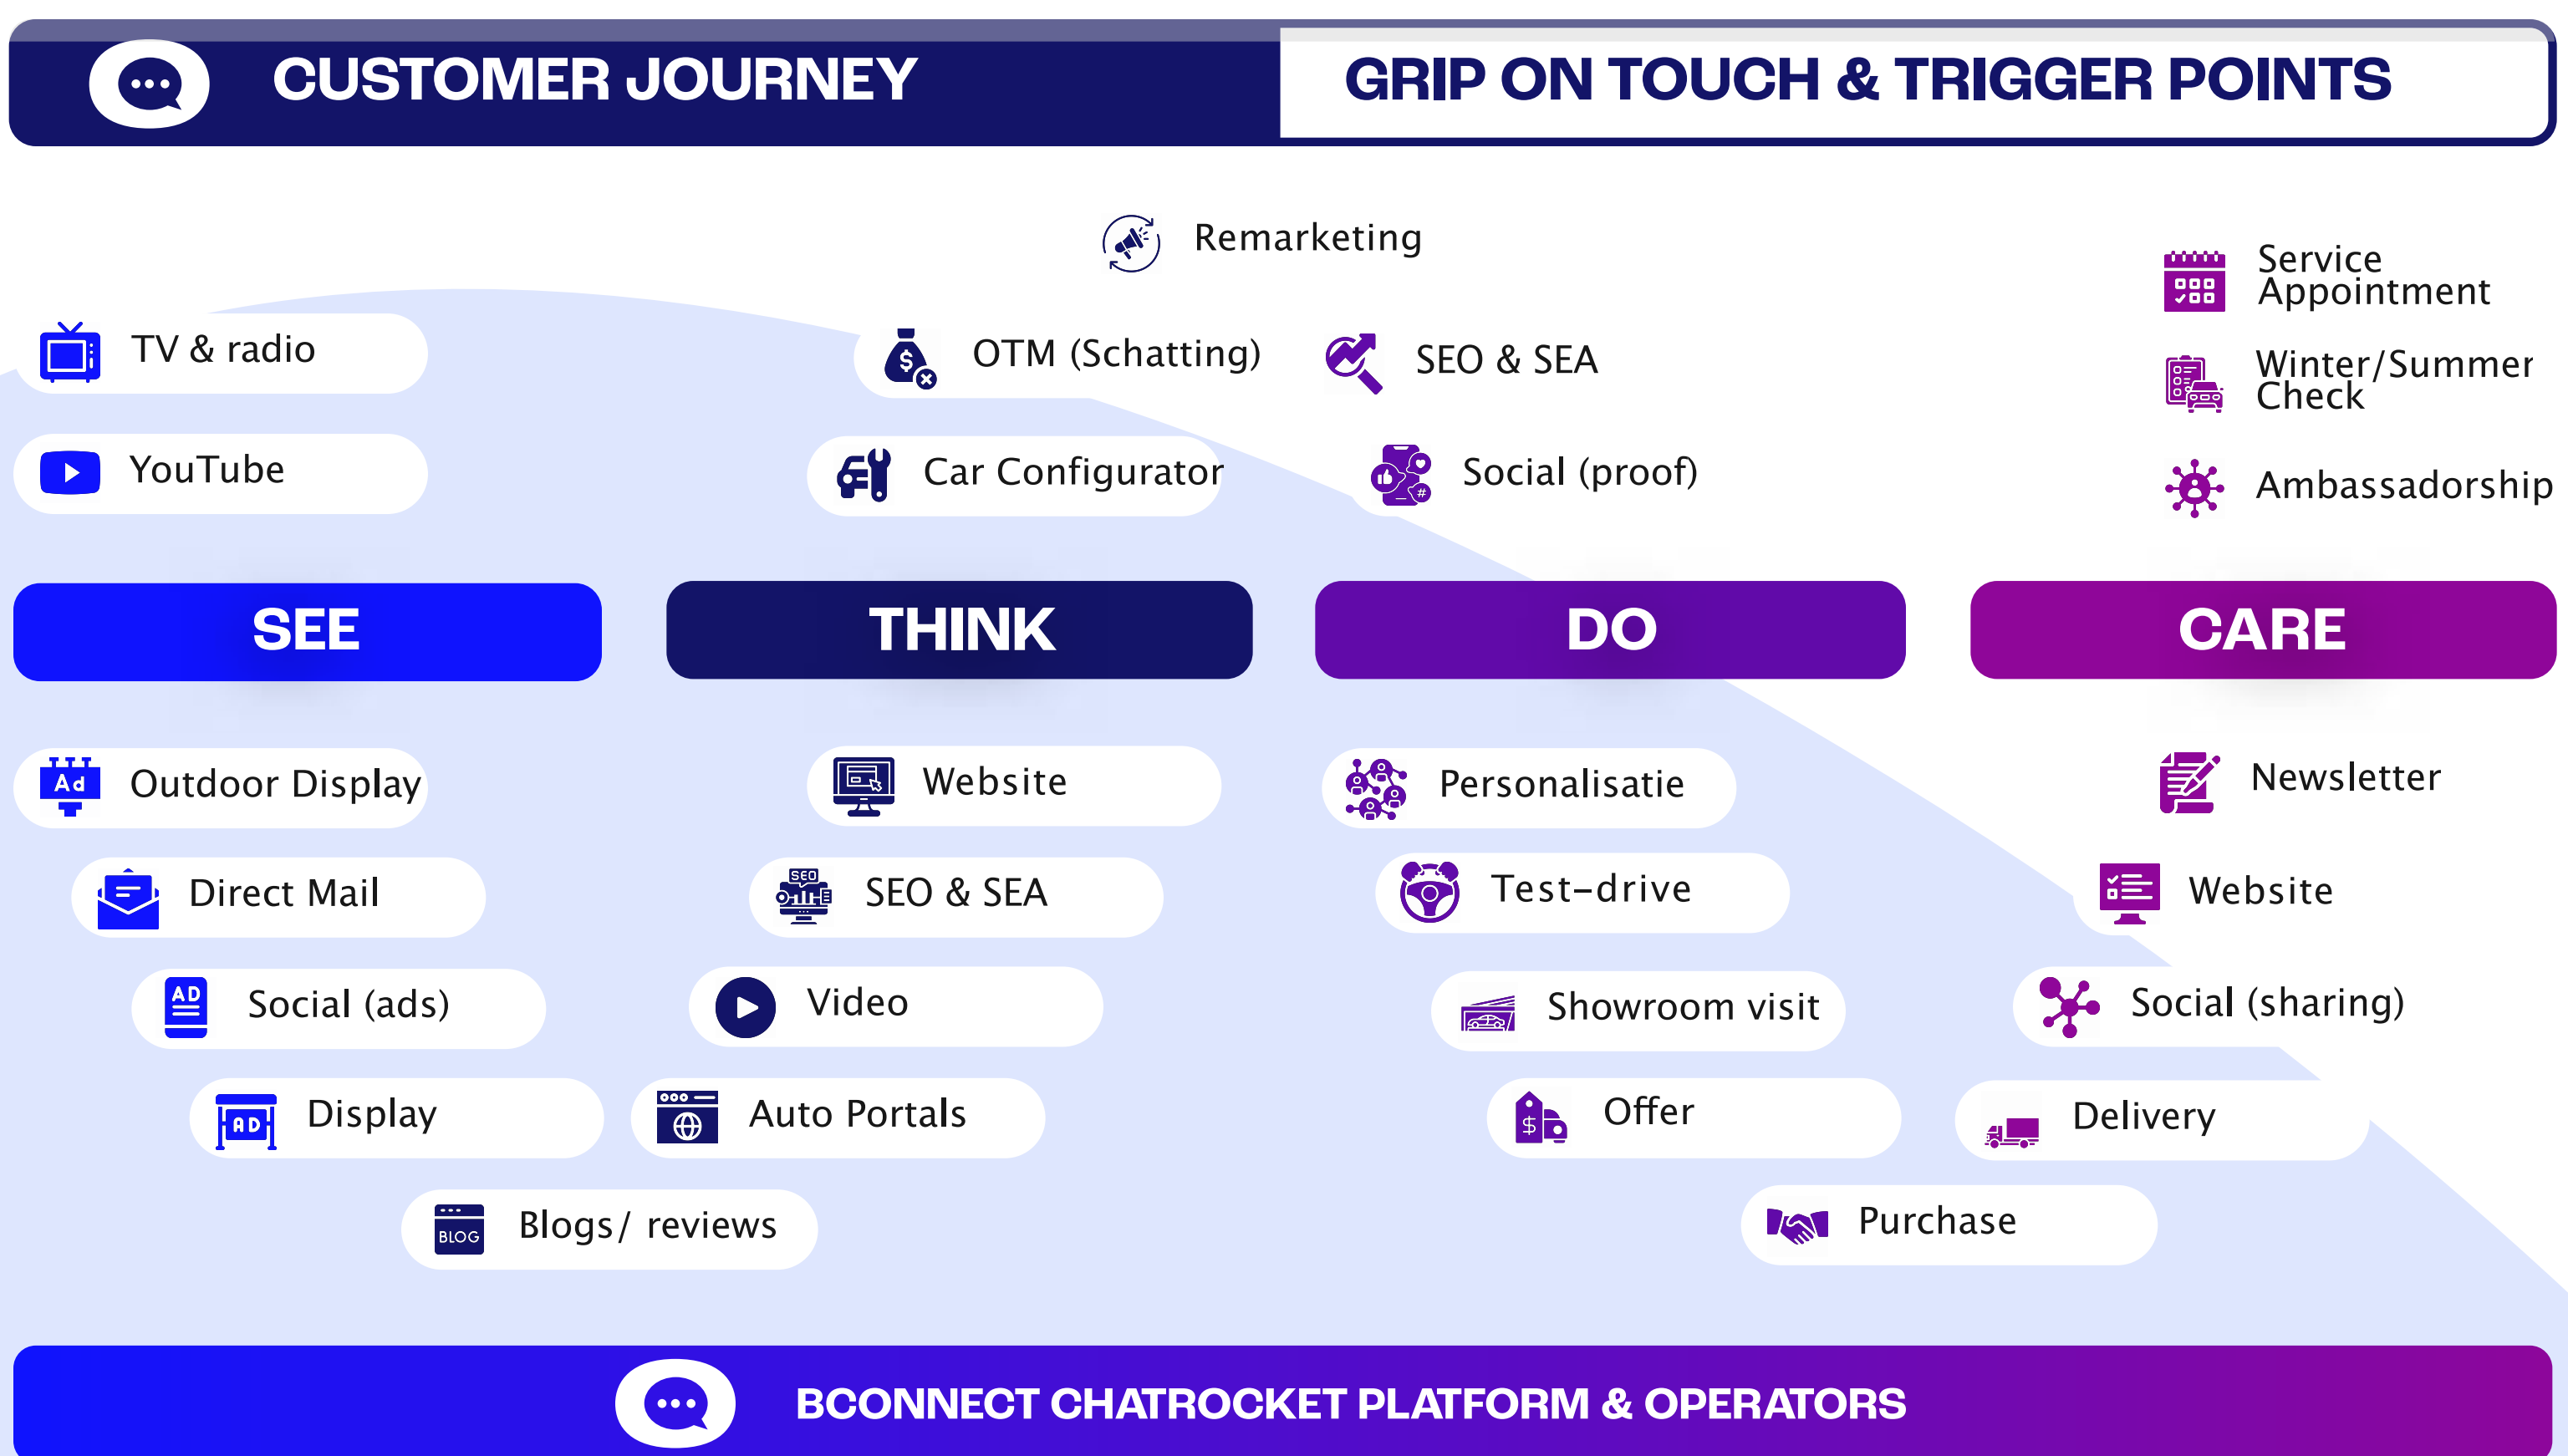 CUSTOMER JOURNEY
GRIP ON TOUCH & TRIGGER POINTS
Remarketing
TV & radio
OTM (Schatting)
SEO & SEA
Service
Appointment
YouTube
Car Configurator
Social (proof)
Winter/Summer
Check
Ambassadorship
SEE
THINK
DO
CARE
Ad
Outdoor Display
Website
Personalisatie
Newsletter
Direct Mail
SEO
SEO & SEA
Test-drive
Website
AD
Social (ads)
Video
Showroom visit
Social (sharing)
AD
Display
Auto Portals
Offer
Delivery
BLOG
Blogs/ reviews
Purchase
BCONNECT CHATROCKET PLATFORM & OPERATORS